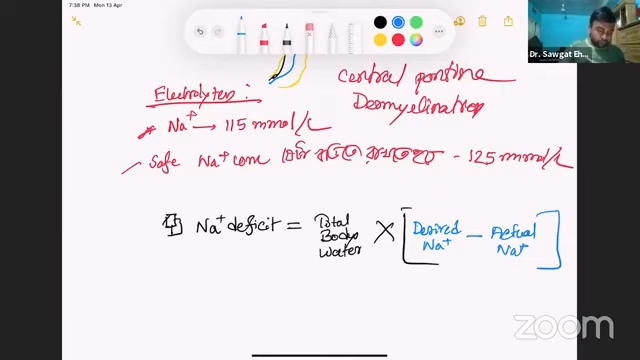 7:38 PM Mon 13 Apr
Dr. Sawgat Eh...
Central pontine
Demyelination
Electrolytes :
Na+ → 115 mmol/L
Safe Na+ conc - 125 mmol/L
Na+ deficit = Total Body Water × [Desired Na+ — Actual Na+]
zoom